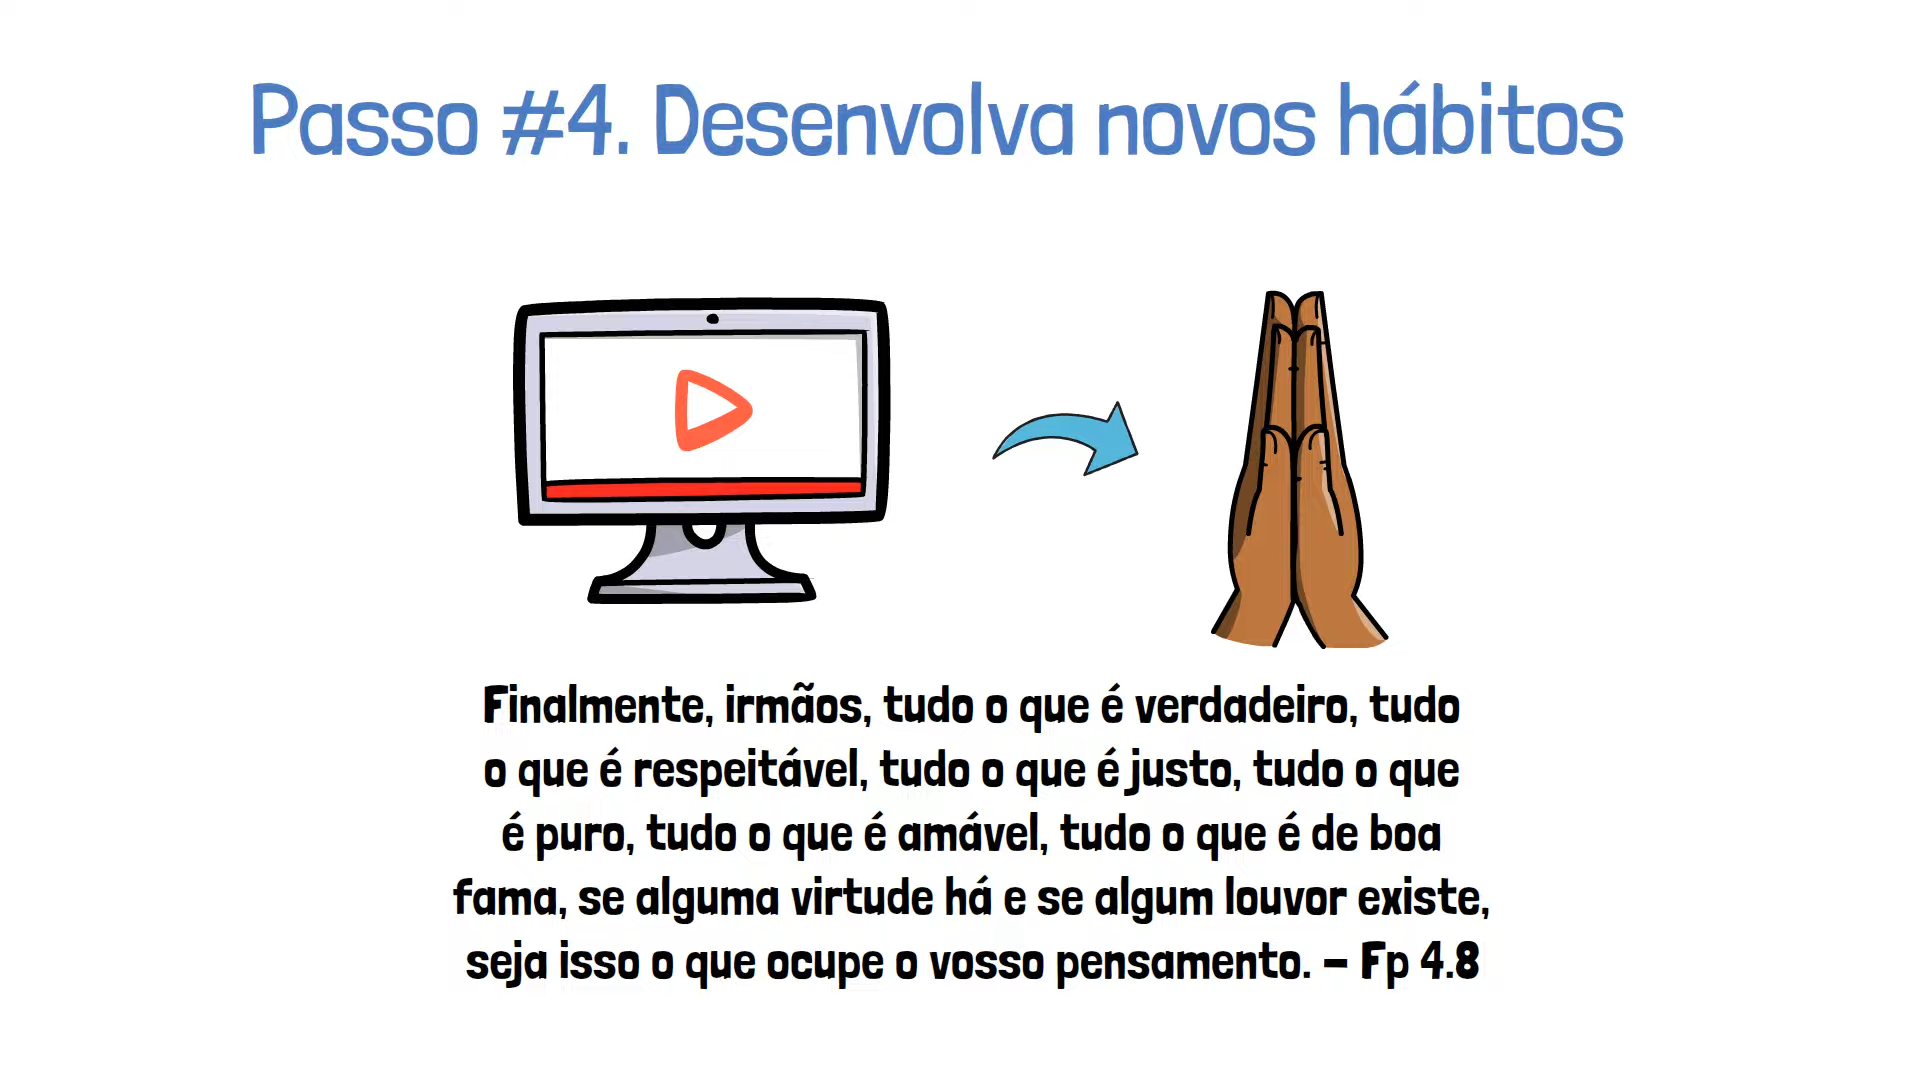 Passo #4. Desenvolva novos hábitos
Finalmente, irmãos, tudo o que é verdadeiro, tudo
o que é respeitável, tudo o que é justo, tudo o que
é puro, tudo o que é amável, tudo o que é de boa
fama, se alguma virtude há e se algum louvor existe,
seja isso o que ocupe o vosso pensamento. – Fp 4.8